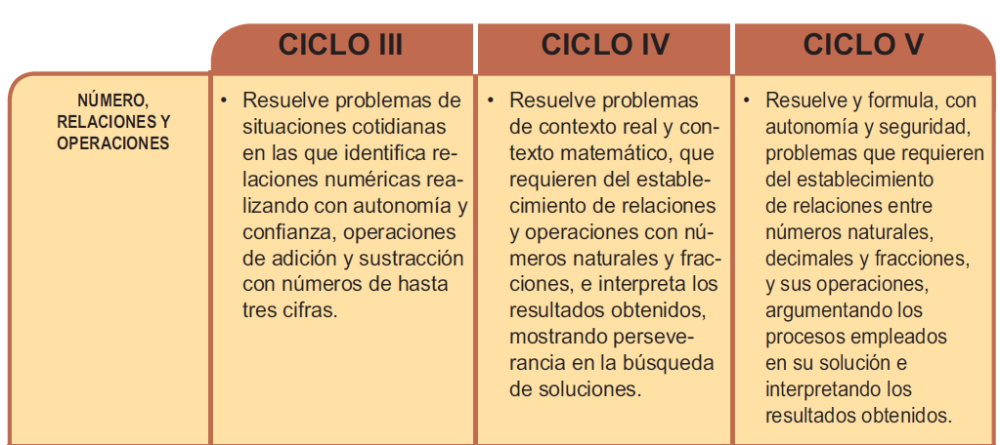 CICLO III
CICLO IV
CICLO V
NÚMERO,
RELACIONES Y
OPERACIONES
• Resuelve problemas de
situaciones cotidianas
en las que identifica re-
laciones numéricas rea-
lizando con autonomía y
confianza, operaciones
de adición y sustracción
con números de hasta
tres cifras.
• Resuelve problemas
de contexto real y con-
texto matemático, que
requieren del estable-
cimiento de relaciones
y operaciones con nú-
meros naturales y frac-
ciones, e interpreta los
resultados obtenidos,
mostrando perseve-
rancia en la búsqueda
de soluciones.
• Resuelve y formula, con
autonomía y seguridad,
problemas que requieren
del establecimiento
de relaciones entre
números naturales,
decimales y fracciones,
y sus operaciones,
argumentando los
procesos empleados
en su solución e
interpretando los
resultados obtenidos.